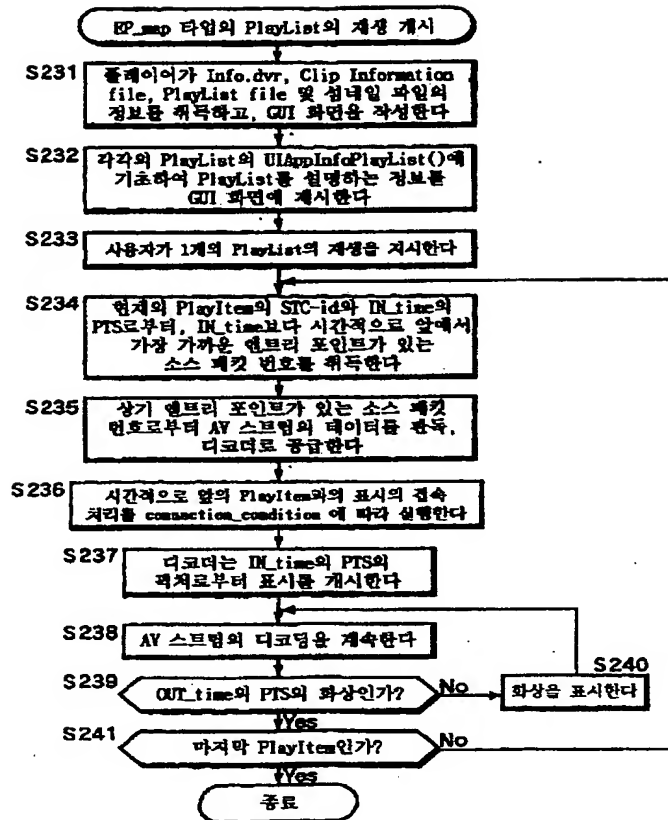 EP_map 타입의 PlayList의 재생 개시
S231
플레이어가 Info.dvr, Clip Information
file, PlayList file 및 섬네일 파일의
정보를 취득하고, GUI 화면을 작성한다
S232
각각의 PlayList의 UIAppInfoPlayList()에
기초하여 PlayList를 설명하는 정보를
GUI 화면에 제시한다
S233
사용자가 1개의 PlayList의 재생을 지시한다
S234
현재의 PlayItem의 STC-id와 IN_time의
PTS로부터, IN_time보다 시간적으로 앞에서
가장 가까운 엔트리 포인트가 있는
소스 패킷 번호를 취득한다
S235
상기 엔트리 포인트가 있는 소스 패킷
번호로부터 AV 스트림의 데이터를 판독,
디코더로 공급한다
S236
시간적으로 앞의 PlayItem과의 표시의 접속
처리를 connection_condition 에 따라 실행한다
S237
디코더는 IN_time의 PTS의
픽처로부터 표시를 개시한다
S238
AV 스트림의 디코딩을 계속한다
S239
OUT_time의 PTS의 화상인가?
No
S240
화상을 표시한다
Yes
S241
마지막 PlayItem인가?
No
Yes
종료